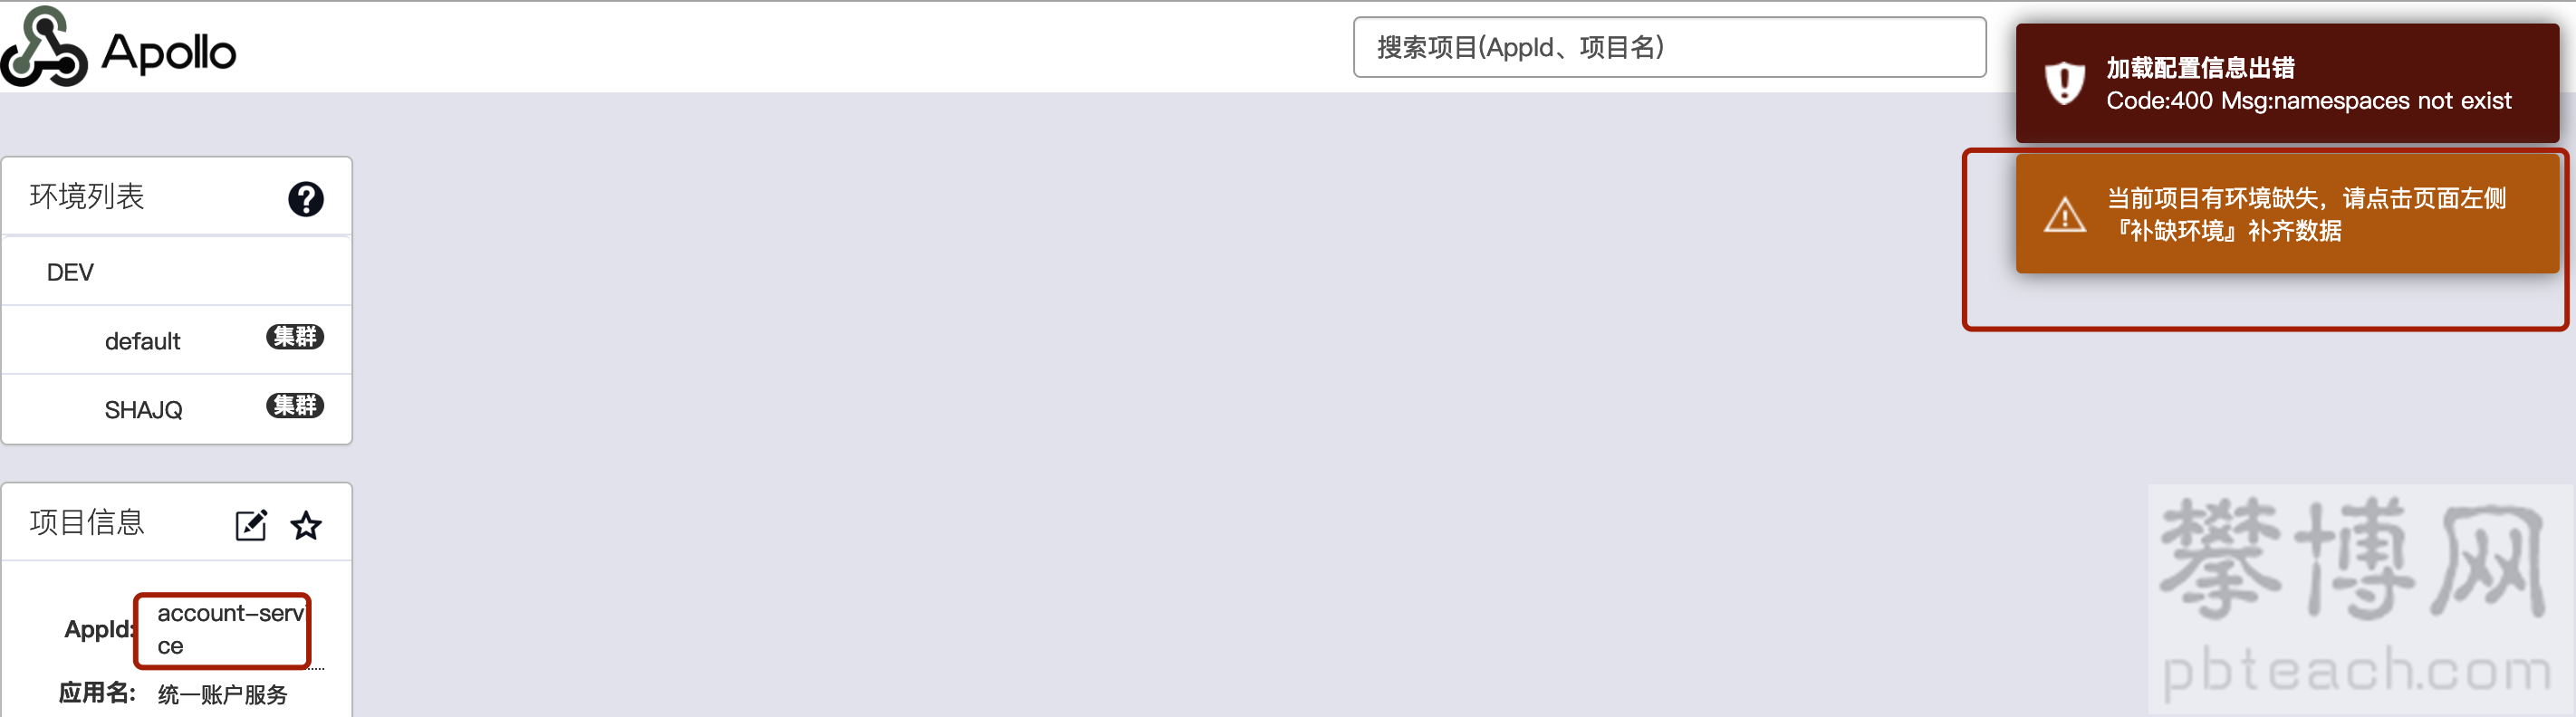 Apollo
搜索项目(AppId、项目名)
加载配置信息出错
Code:400 Msg:namespaces not exist
当前项目有环境缺失，请点击页面左侧
『补缺环境』补齐数据
环境列表
DEV
default 集群
SHAJQ 集群
项目信息
AppId: account-servi
ce
应用名: 统一账户服务
攀博网
pbteach.com